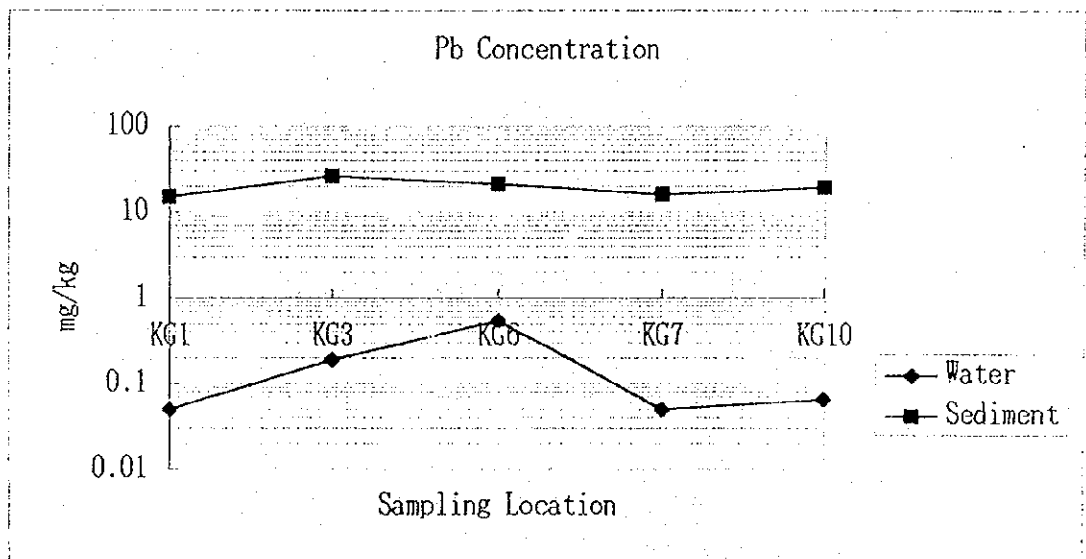 Pb Concentration
100
10
1
0.1
0.01
mg/kg
KG1 KG3 KG6 KG7 KG10
Sampling Location
Water
Sediment